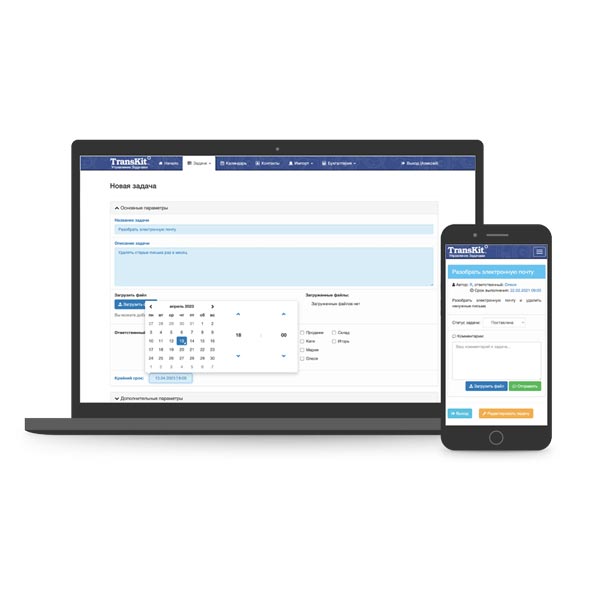 TransKit
Управление Задачами
Начало
Задачи
Календарь
Контакты
Импорт
Бухгалтерия
Выход (Алексей)
Новая задача
Основные параметры
Название задачи
Разобрать электронную почту
Описание задачи
Удалять старые письма раз в месяц
Загрузить файл
Загруженные файлы:
Загрузить
Загруженных файлов нет
Вы можете доба
апрель 2023
пн вт ср чт пт сб вс
27 28 29 30 31 1 2
3 4 5 6 7 8 9
10 11 12 13 14 15 16
17 18 19 20 21 22 23
24 25 26 27 28 29 30
1 2 3 4 5 6 7
18 : 00
Ответственный
Продажи
Склад
Катя
Игорь
Мария
Олеся
Крайний срок:
13.04.2023 18:00
Дополнительные параметры
TransKit
Управление Задачами
Разобрать электронную почту
Автор: Я, ответственный: Олеся
Срок выполнения: 22.02.2021 09:00
Разобрать электронную почту и удалить
ненужные письма
Статус задачи:
Поставлена
Комментарии:
Ваш комментарий к задаче...
Загрузить файл
Отправить
Выход
Редактировать задачу